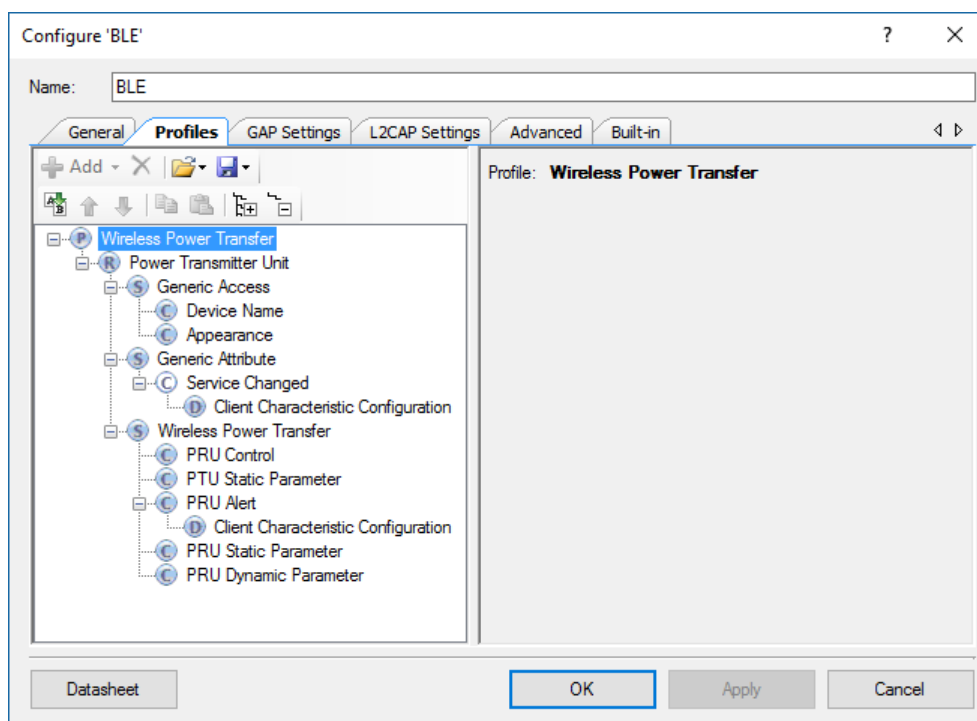 Configure 'BLE'
?
Name: BLE
General Profiles GAP Settings L2CAP Settings Advanced Built-in
Add
Profile: Wireless Power Transfer
A B
P Wireless Power Transfer
R Power Transmitter Unit
S Generic Access
C Device Name
C Appearance
S Generic Attribute
C Service Changed
D Client Characteristic Configuration
S Wireless Power Transfer
C PRU Control
C PTU Static Parameter
C PRU Alert
D Client Characteristic Configuration
C PRU Static Parameter
C PRU Dynamic Parameter
Datasheet OK Apply Cancel